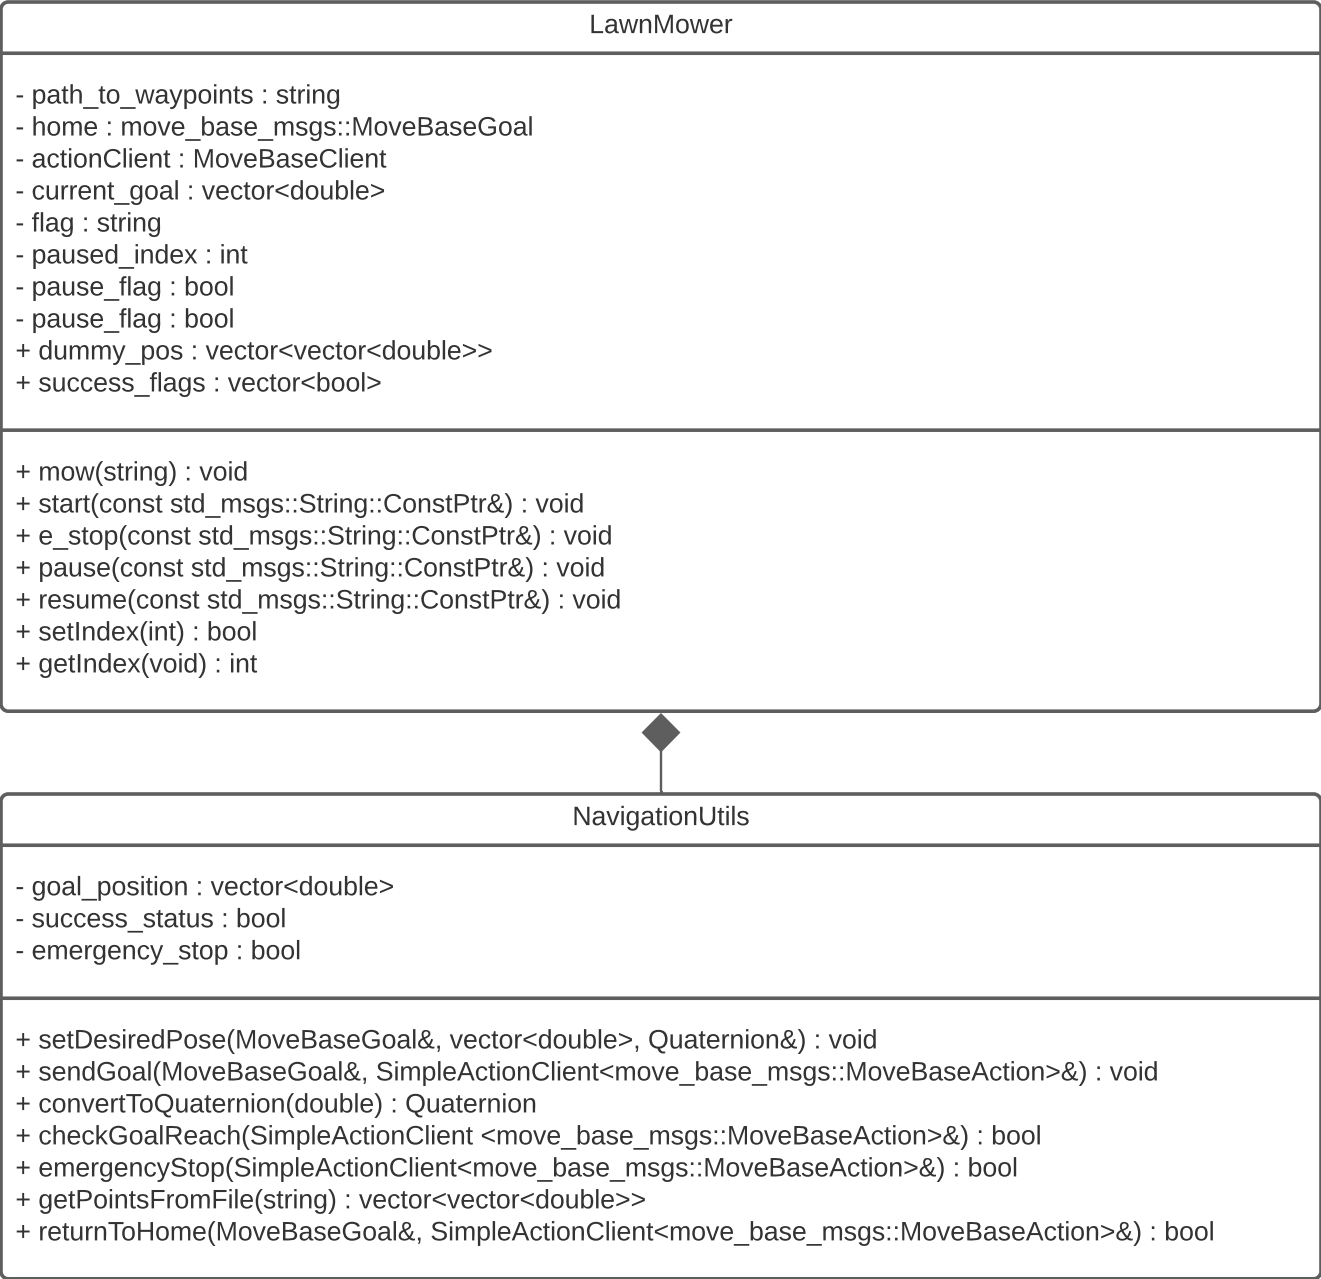 LawnMower
- path_to_waypoints : string
- home : move_base_msgs::MoveBaseGoal
- actionClient : MoveBaseClient
- current_goal : vector<double>
- flag : string
- paused_index : int
- pause_flag : bool
- pause_flag : bool
+ dummy_pos : vector<vector<double>>
+ success_flags : vector<bool>
+ mow(string) : void
+ start(const std_msgs::String::ConstPtr&) : void
+ e_stop(const std_msgs::String::ConstPtr&) : void
+ pause(const std_msgs::String::ConstPtr&) : void
+ resume(const std_msgs::String::ConstPtr&) : void
+ setIndex(int) : bool
+ getIndex(void) : int
NavigationUtils
- goal_position : vector<double>
- success_status : bool
- emergency_stop : bool
+ setDesiredPose(MoveBaseGoal&, vector<double>, Quaternion&) : void
+ sendGoal(MoveBaseGoal&, SimpleActionClient<move_base_msgs::MoveBaseAction>&) : void
+ convertToQuaternion(double) : Quaternion
+ checkGoalReach(SimpleActionClient <move_base_msgs::MoveBaseAction>&) : bool
+ emergencyStop(SimpleActionClient<move_base_msgs::MoveBaseAction>&) : bool
+ getPointsFromFile(string) : vector<vector<double>>
+ returnToHome(MoveBaseGoal&, SimpleActionClient<move_base_msgs::MoveBaseAction>&) : bool